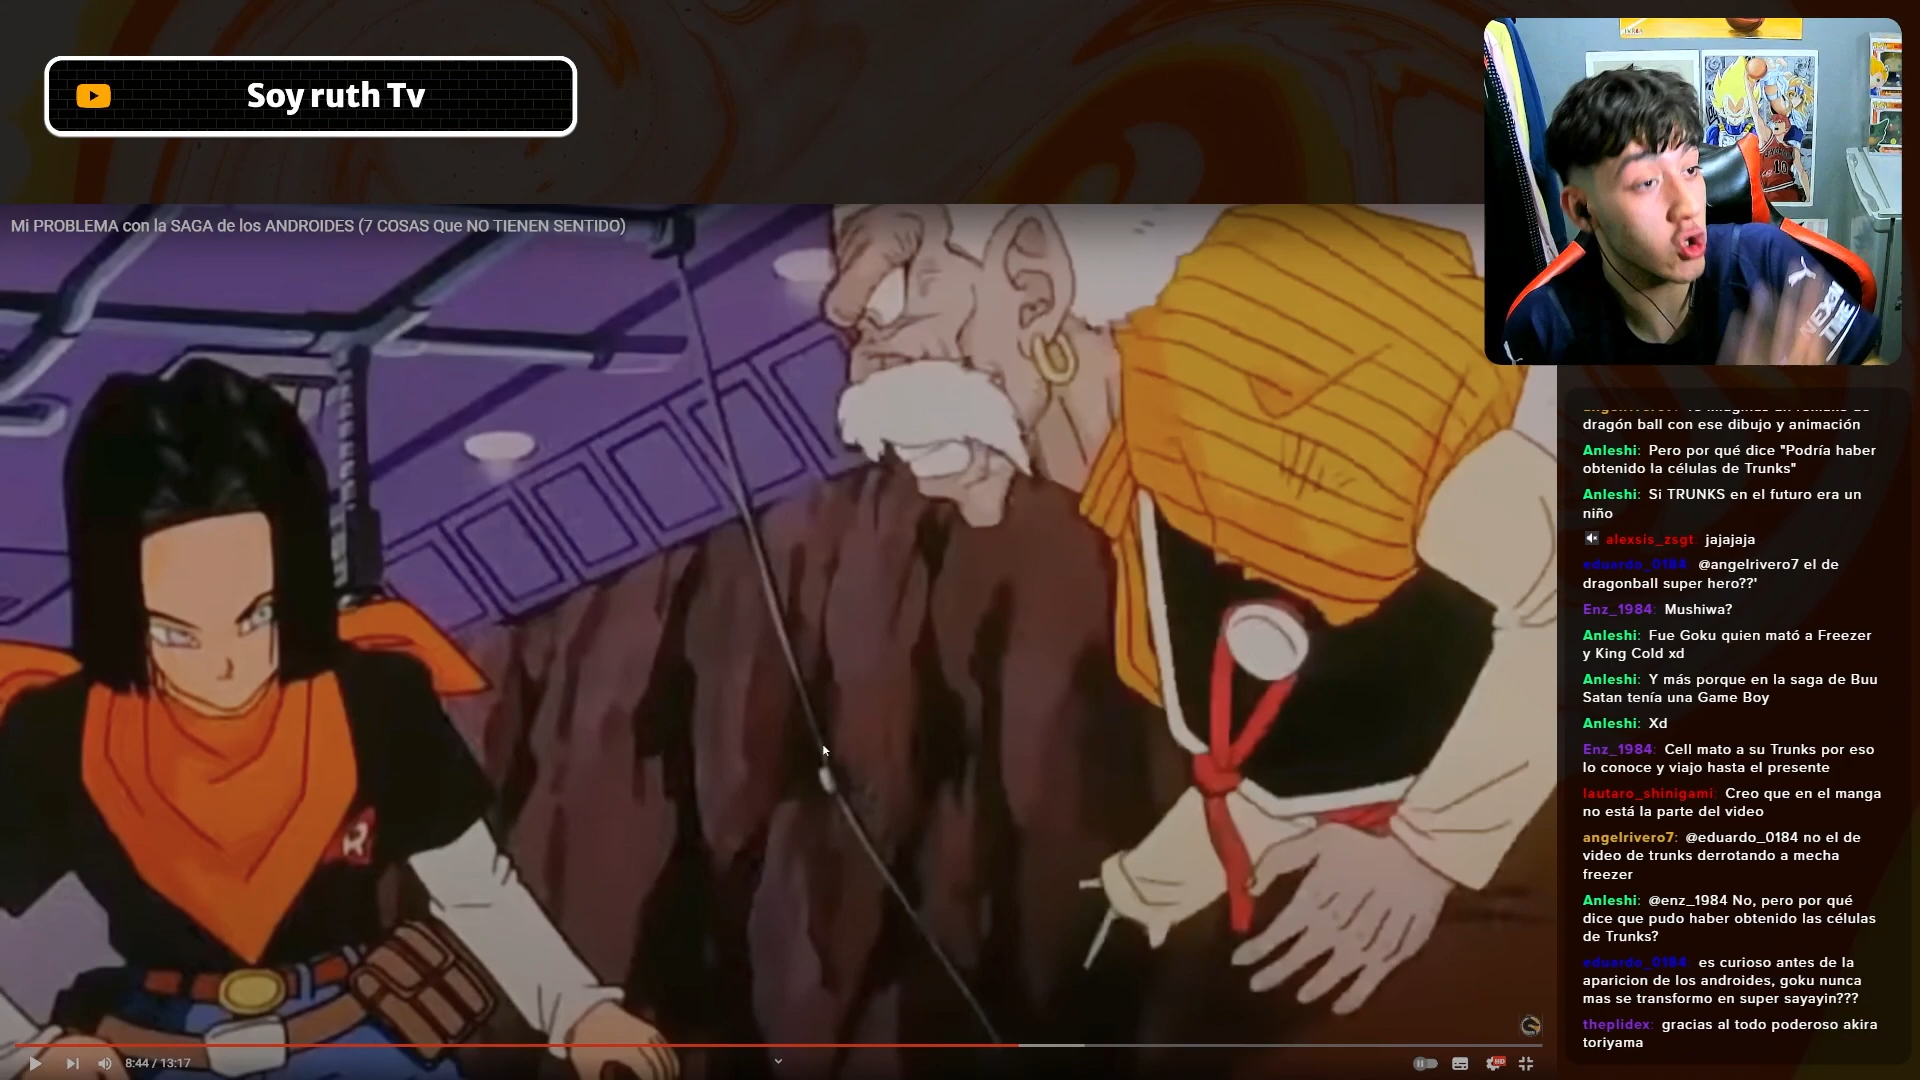 Soy ruth Tv
Mi PROBLEMA con la SAGA de los ANDROIDES (7 COSAS Que NO TIENEN SENTIDO)
10
NEXT
TIME
R
dragón ball con ese dibujo y animación
Anleshi: Pero por qué dice "Podría haber
obtenido la células de Trunks"
Anleshi: Si TRUNKS en el futuro era un
niño
alexsis_zsgt: jajajaja
eduardo_0184: @angelrivero7 el de
dragonball super hero??'
Enz_1984: Mushiwa?
Anleshi: Fue Goku quien mató a Freezer
y King Cold xd
Anleshi: Y más porque en la saga de Buu
Satan tenía una Game Boy
Anleshi: Xd
Enz_1984: Cell mato a su Trunks por eso
lo conoce y viajo hasta el presente
lautaro_shinigami: Creo que en el manga
no está la parte del video
angelrivero7: @eduardo_0184 no el de
video de trunks derrotando a mecha
freezer
Anleshi: @enz_1984 No, pero por qué
dice que pudo haber obtenido las células
de Trunks?
eduardo_0184: es curioso antes de la
aparicion de los androides, goku nunca
mas se transformo en super sayayin???
theplidex: gracias al todo poderoso akira
toriyama
8:44 / 13:17
HD